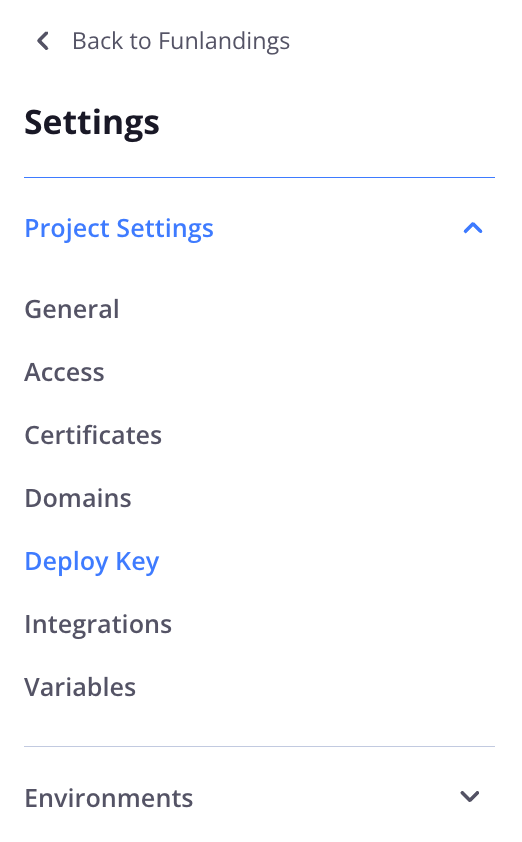 Back to Funlandings
Settings
Project Settings
General
Access
Certificates
Domains
Deploy Key
Integrations
Variables
Environments